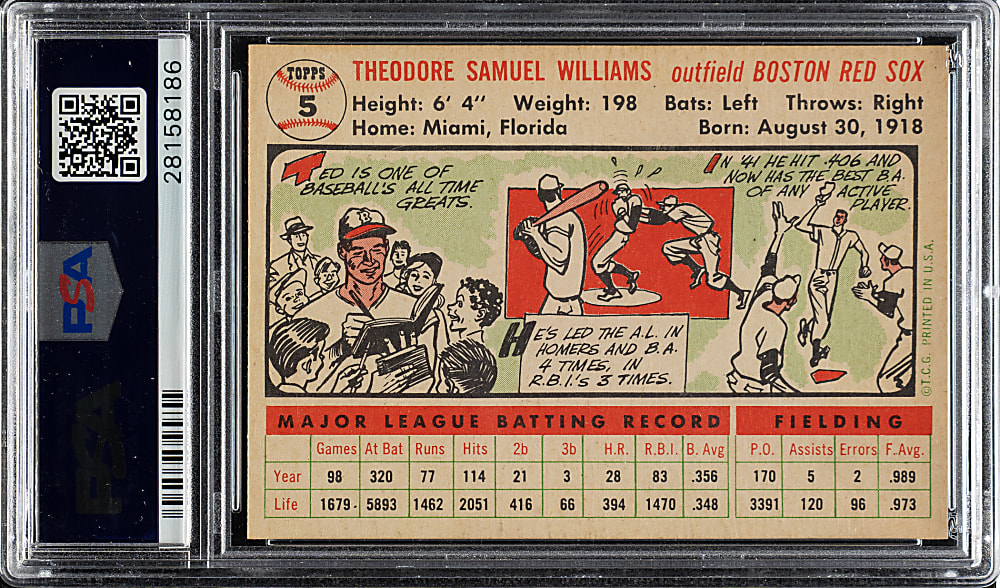 28158186
PSA
PSA
TOPPS
5
THEODORE SAMUEL WILLIAMS outfield BOSTON RED SOX
Height: 6' 4" Weight: 198 Bats: Left Throws: Right
Home: Miami, Florida Born: August 30, 1918
TED IS ONE OF
BASEBALL'S ALL TIME
GREATS.
B
HE'S LED THE A.L. IN
HOMERS AND B.A.
4 TIMES, IN
R.B.I.'S 3 TIMES.
IN '41 HE HIT .406 AND
NOW HAS THE BEST B.A.
OF ANY ACTIVE
PLAYER.
©T.C.G. PRINTED IN U.S.A.
MAJOR LEAGUE BATTING RECORD FIELDING
Games At Bat Runs Hits 2b 3b H.R. R.B.I. B. Avg P.O. Assists Errors F. Avg.
Year 98 320 77 114 21 3 28 83 .356 170 5 2 .989
Life 1679 5893 1462 2051 416 66 394 1470 .348 3391 120 96 .973